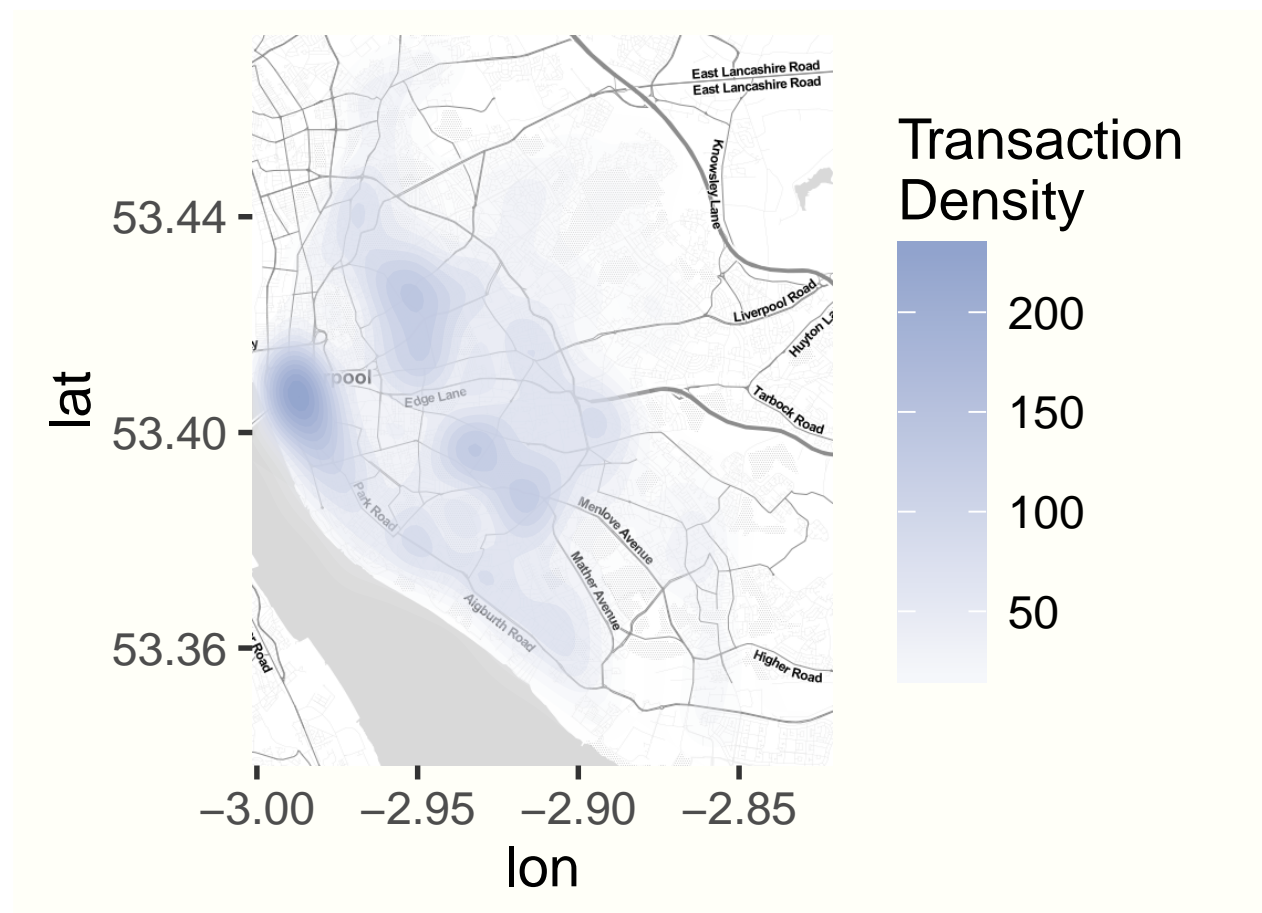 East Lancashire Road
East Lancashire Road
Knowsley Lane
Transaction
Density
53.44
Liverpool Road
Huyton La
200
y
pool
Edge Lane
Tarbock Road
lat
53.40
150
Park Road
Menlove Avenue
100
Mather Avenue
Aigburth Road
50
53.36
r Road
Higher Road
−3.00 −2.95 −2.90 −2.85
lon